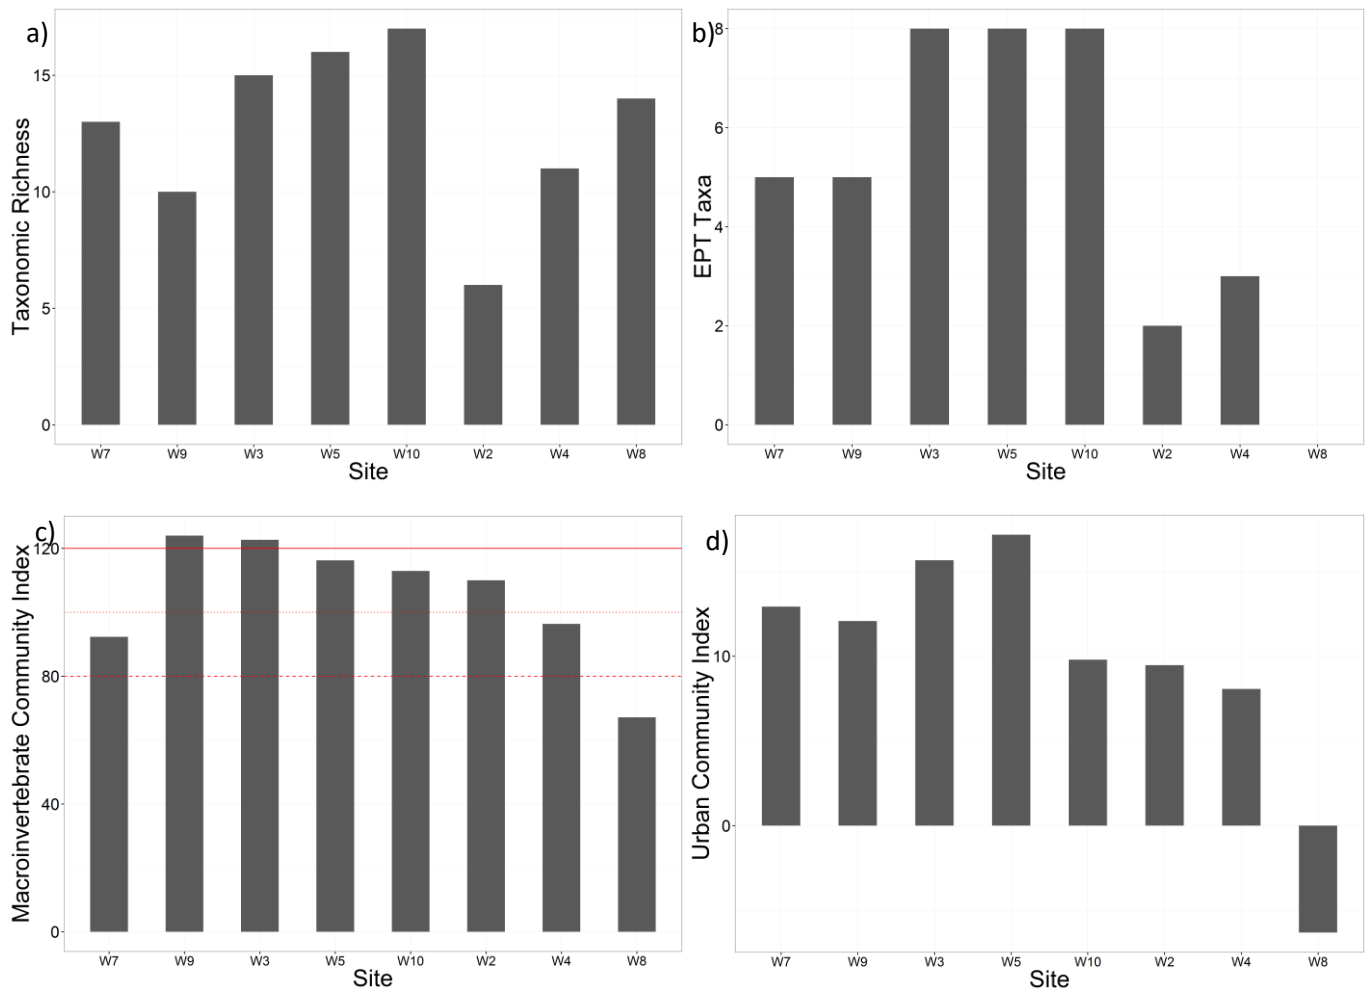 a)
Taxonomic Richness
15
10
5
0
W7 W9 W3 W5 W10 W2 W4 W8
Site
b)
EPT Taxa
8
6
4
2
0
W7 W9 W3 W5 W10 W2 W4 W8
Site
c)
Macroinvertebrate Community Index
120
80
40
0
W7 W9 W3 W5 W10 W2 W4 W8
Site
d)
Urban Community Index
10
0
W7 W9 W3 W5 W10 W2 W4 W8
Site